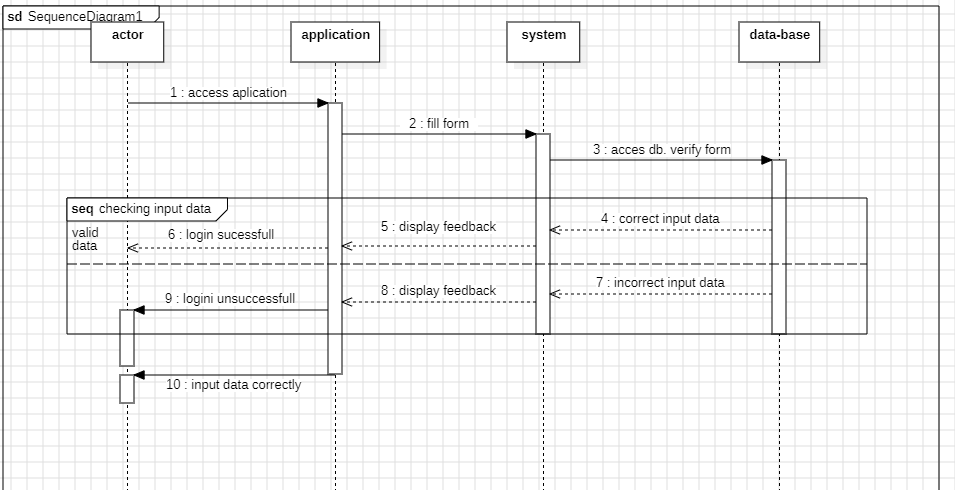 sd SequenceDiagram1
actor
application
system
data-base
1 : access aplication
2 : fill form
3 : acces db. verify form
seq checking input data
valid
data
4 : correct input data
5 : display feedback
6 : login sucessfull
7 : incorrect input data
8 : display feedback
9 : logini unsuccessfull
10 : input data correctly